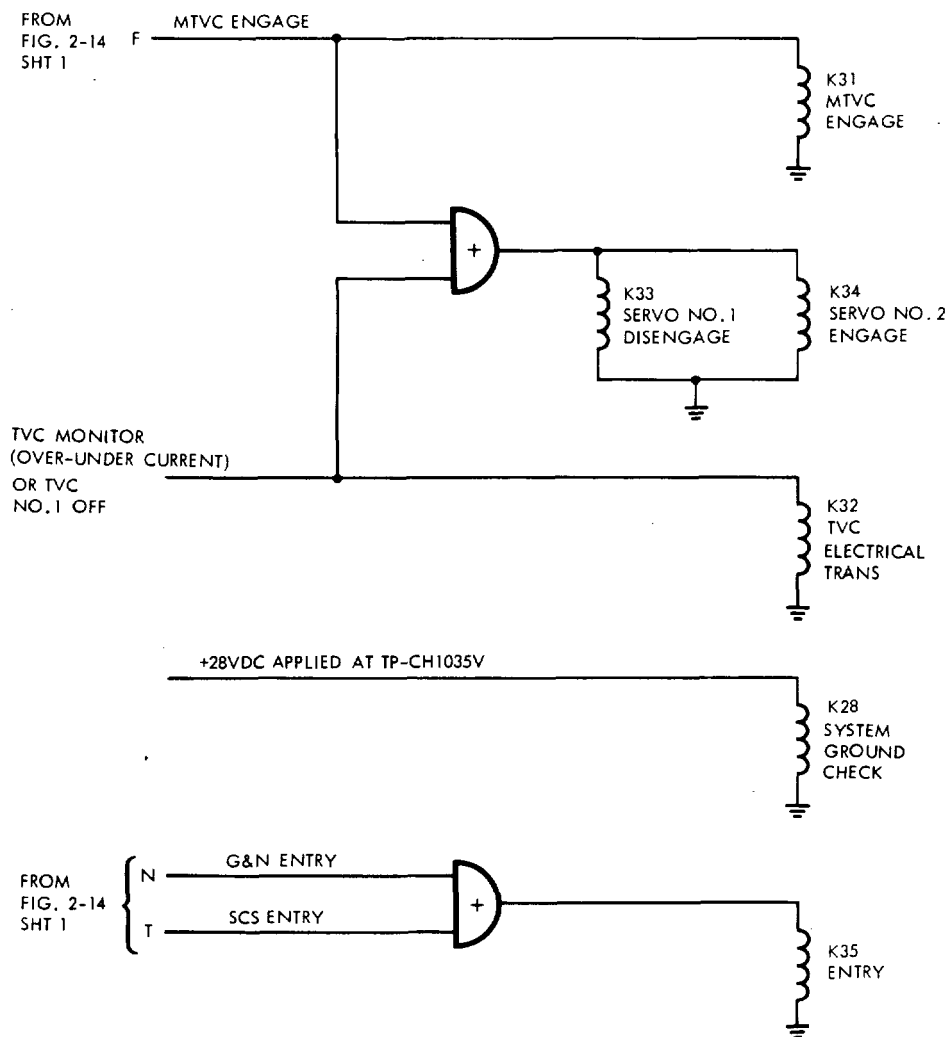 FROM
FIG. 2-14
SHT 1
F
MTVC ENGAGE
K31
MTVC
ENGAGE
+
K33
SERVO NO. 1
DISENGAGE
K34
SERVO NO. 2
ENGAGE
TVC MONITOR
(OVER-UNDER CURRENT)
OR TVC
NO.1 OFF
K32
TVC
ELECTRICAL
TRANS
+28VDC APPLIED AT TP-CH1035V
K28
SYSTEM
GROUND
CHECK
FROM
FIG. 2-14
SHT 1
N
G&N ENTRY
T
SCS ENTRY
+
K35
ENTRY